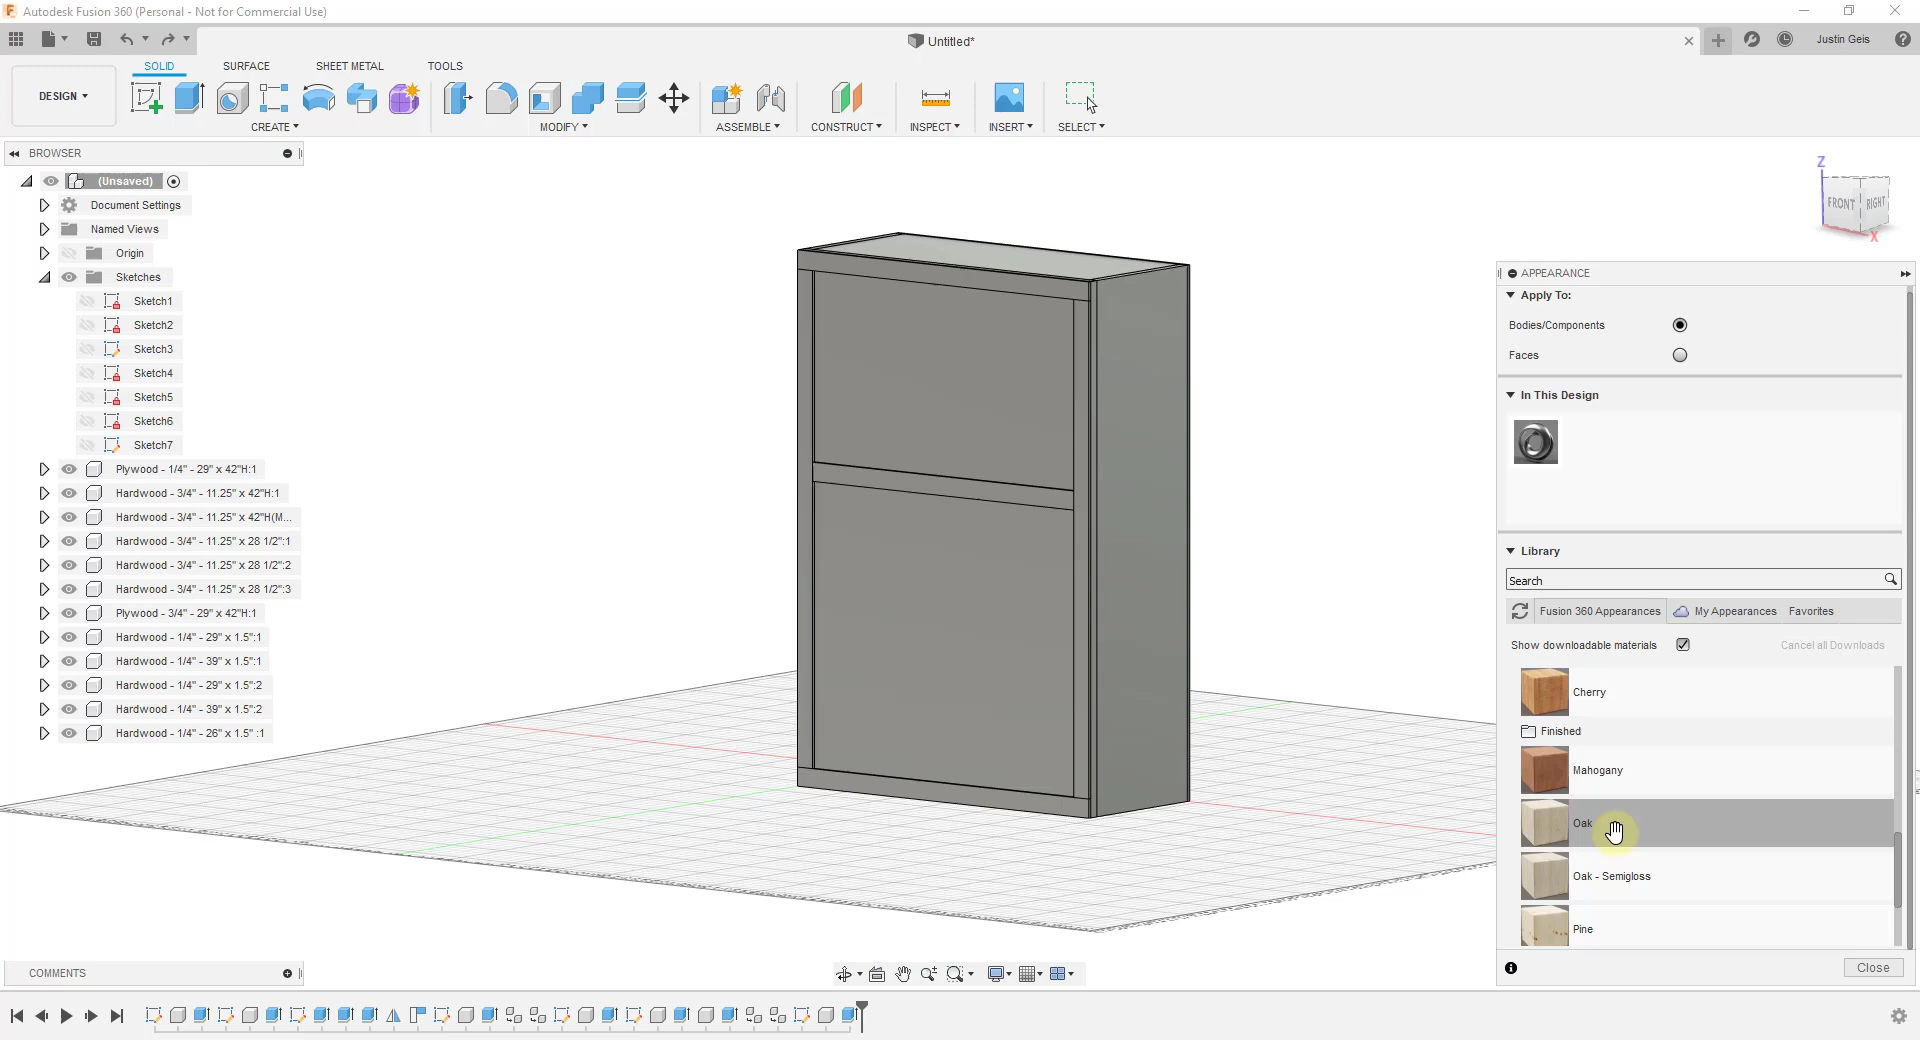 Autodesk Fusion 360 (Personal - Not for Commercial Use)
Untitled*
Justin Geis
DESIGN
SOLID
SURFACE
SHEET METAL
TOOLS
CREATE
MODIFY
ASSEMBLE
CONSTRUCT
INSPECT
INSERT
SELECT
BROWSER
(Unsaved)
Document Settings
Named Views
Origin
Sketches
Sketch1
Sketch2
Sketch3
Sketch4
Sketch5
Sketch6
Sketch7
Plywood - 1/4" - 29" x 42"H:1
Hardwood - 3/4" - 11.25" x 42"H:1
Hardwood - 3/4" - 11.25" x 42"H(M...
Hardwood - 3/4" - 11.25" x 28 1/2":1
Hardwood - 3/4" - 11.25" x 28 1/2":2
Hardwood - 3/4" - 11.25" x 28 1/2":3
Plywood - 3/4" - 29" x 42"H:1
Hardwood - 1/4" - 29" x 1.5":1
Hardwood - 1/4" - 39" x 1.5":1
Hardwood - 1/4" - 29" x 1.5":2
Hardwood - 1/4" - 39" x 1.5":2
Hardwood - 1/4" - 26" x 1.5" :1
COMMENTS
Z
FRONT
RIGHT
X
APPEARANCE
Apply To:
Bodies/Components
Faces
In This Design
Library
Search
Fusion 360 Appearances
My Appearances
Favorites
Show downloadable materials
Cancel all Downloads
Cherry
Finished
Mahogany
Oak
Oak - Semigloss
Pine
Close